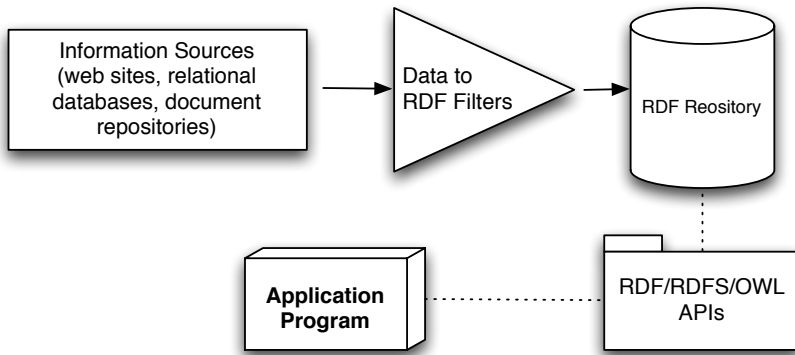 Information Sources
(web sites, relational
databases, document
repositories)
Data to
RDF Filters
RDF Reository
Application
Program
RDF/RDFS/OWL
APIs